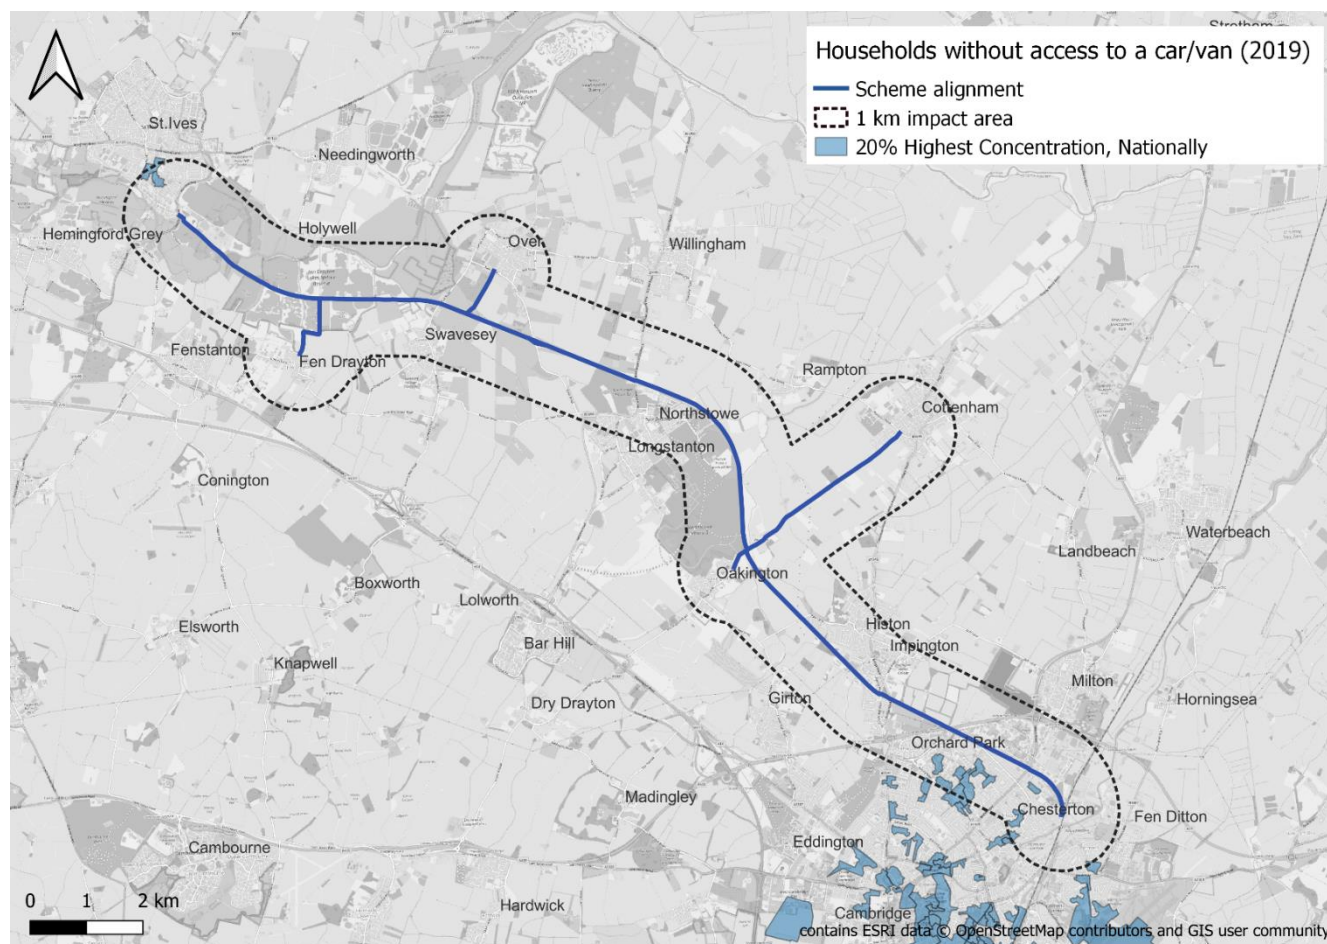 Stretham
Households without access to a car/van (2019)
Scheme alignment
1 km impact area
20% Highest Concentration, Nationally
St.Ives
Needingworth
Hemingford Grey
Holywell
Over
Willingham
Swavesey
Fenstanton
Fen Drayton
Rampton
Cottenham
Northstowe
Longstanton
Conington
Waterbeach
Landbeach
Oakington
Boxworth
Lolworth
Elsworth
Histon
Bar Hill
Impington
Knapwell
Milton
Girton
Horningsea
Dry Drayton
Orchard Park
Madingley
Chesterton
Fen Ditton
Eddington
Cambourne
0 1 2 km
Hardwick
Cambridge
contains ESRI data © OpenStreetMap contributors and GIS user community